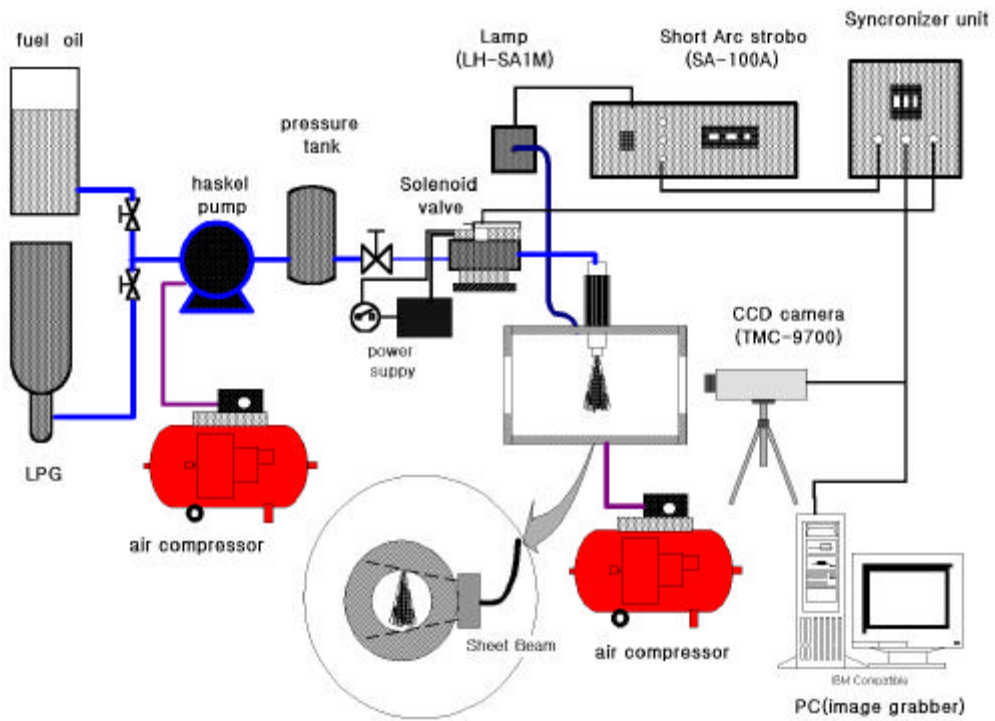 fuel oil
Lamp
(LH-SA1M)
Short Arc strobo
(SA-100A)
Syncronizer unit
pressure
tank
haskel
pump
Solenoid
valve
CCD camera
(TMC-9700)
power
suppy
LPG
air compressor
Sheet Beam
air compressor
IBM Compatible
PC(image grabber)